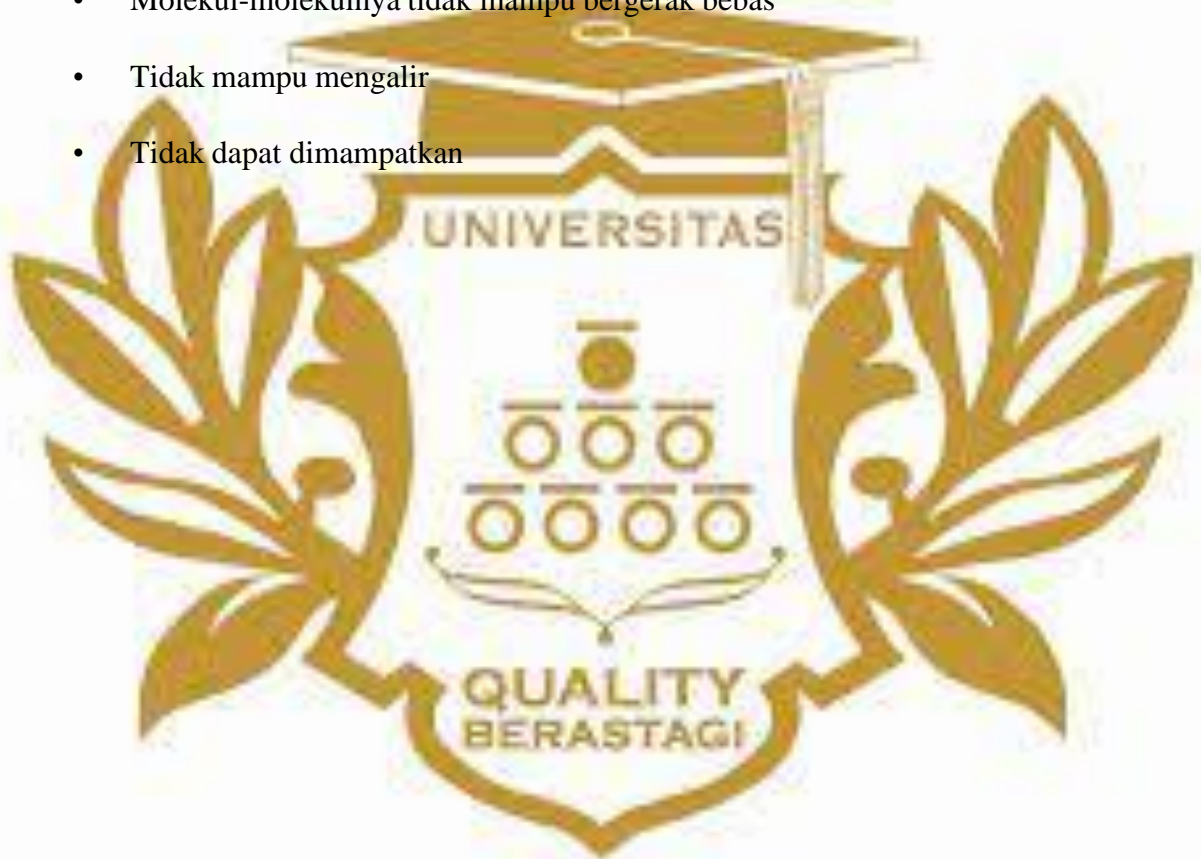 • Molekul-molekulnya tidak mampu bergerak bebas
• Tidak mampu mengalir
• Tidak dapat dimampatkan
UNIVERSITAS
QUALITY
BERASTAGI